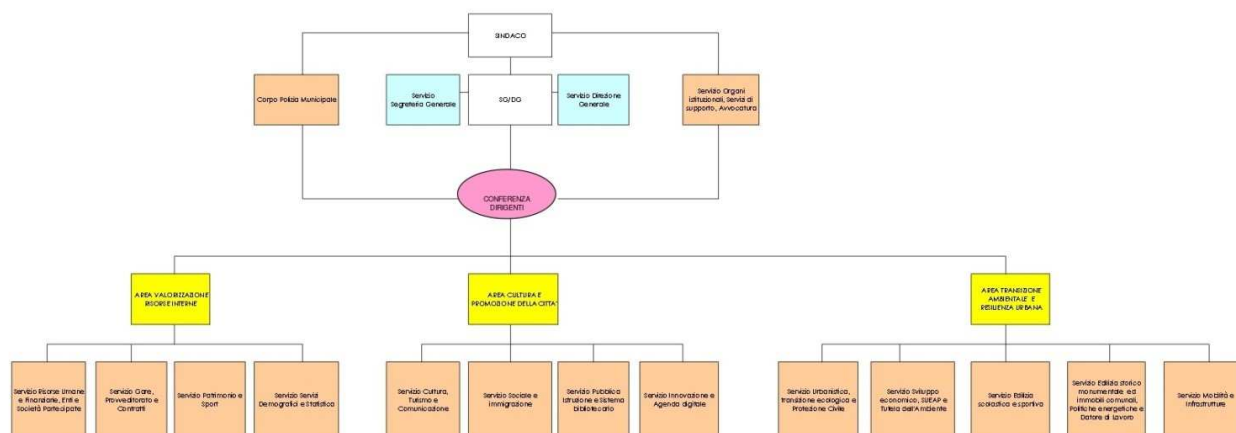 SINDACO
Corpo Polizia Municipale
Servizio
Segreteria Generale
SG/DG
Servizio Direzione
Generale
Servizio Organi
istituzionali, Servizi di
supporto, Avvocatura
CONFERENZA
DIRIGENTI
AREA VALORIZZAZIONE
RISORSE INTERNE
AREA CULTURA E
PROMOZIONE DELLA CITTA'
AREA TRANSIZIONE
AMBIENTALE E
RESILIENZA URBANA
Servizio Risorse Umane
e Finanziarie, Enti e
Società Partecipate
Servizio Gare,
Provveditorato e
Contratti
Servizio Patrimonio e
Sport
Servizio Servizi
Demografici e Statistica
Servizio Cultura,
Turismo e
Comunicazione
Servizio Sociale e
immigrazione
Servizio Pubblica
Istruzione e Sistema
bibliotecario
Servizio Innovazione e
Agenda digitale
Servizio Urbanistica,
transizione ecologica e
Protezione Civile
Servizio Sviluppo
economico, SUEAP e
Tutela dell'Ambiente
Servizio Edilizia
scolastica e sportiva
Servizio Edilizia storico
monumentale ed
immobili comunali,
Politiche energetiche e
Datore di Lavoro
Servizio Mobilità e
Infrastrutture